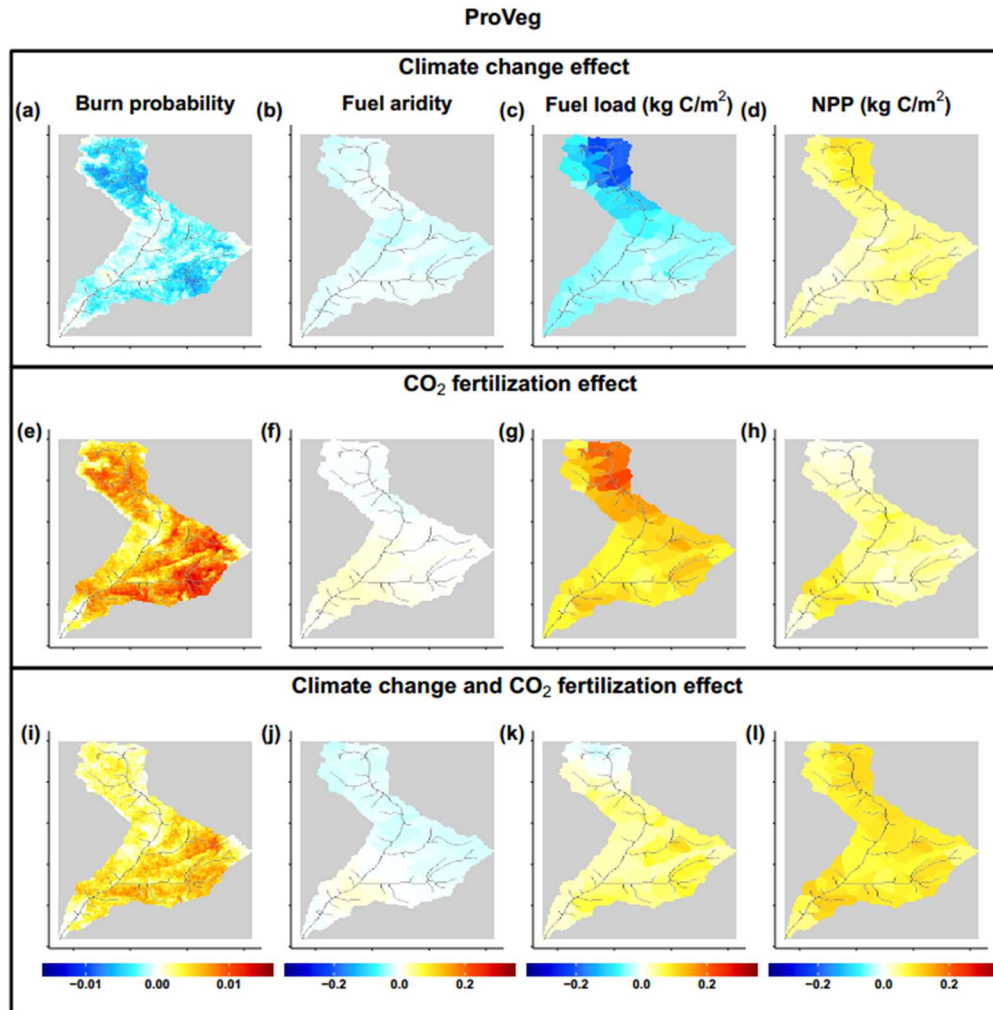 ProVeg
Climate change effect
(a) Burn probability (b) Fuel aridity (c) Fuel load (kg C/m²) (d) NPP (kg C/m²)
CO₂ fertilization effect
(e) (f) (g) (h)
Climate change and CO₂ fertilization effect
(i) (j) (k) (l)
−0.01 0.00 0.01 −0.2 0.0 0.2 −0.2 0.0 0.2 −0.2 0.0 0.2